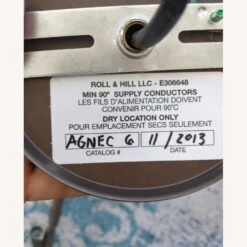 ROLL & HILL LLC - E306648
MIN 90° SUPPLY CONDUCTORS
LES FILS D'ALIMENTATION DOIVENT
CONVENIR POUR 90°C
DRY LOCATION ONLY
POUR EMPLACEMENT SECS SEULEMENT
AGNEC 6 11/2013
CATALOG # DATE